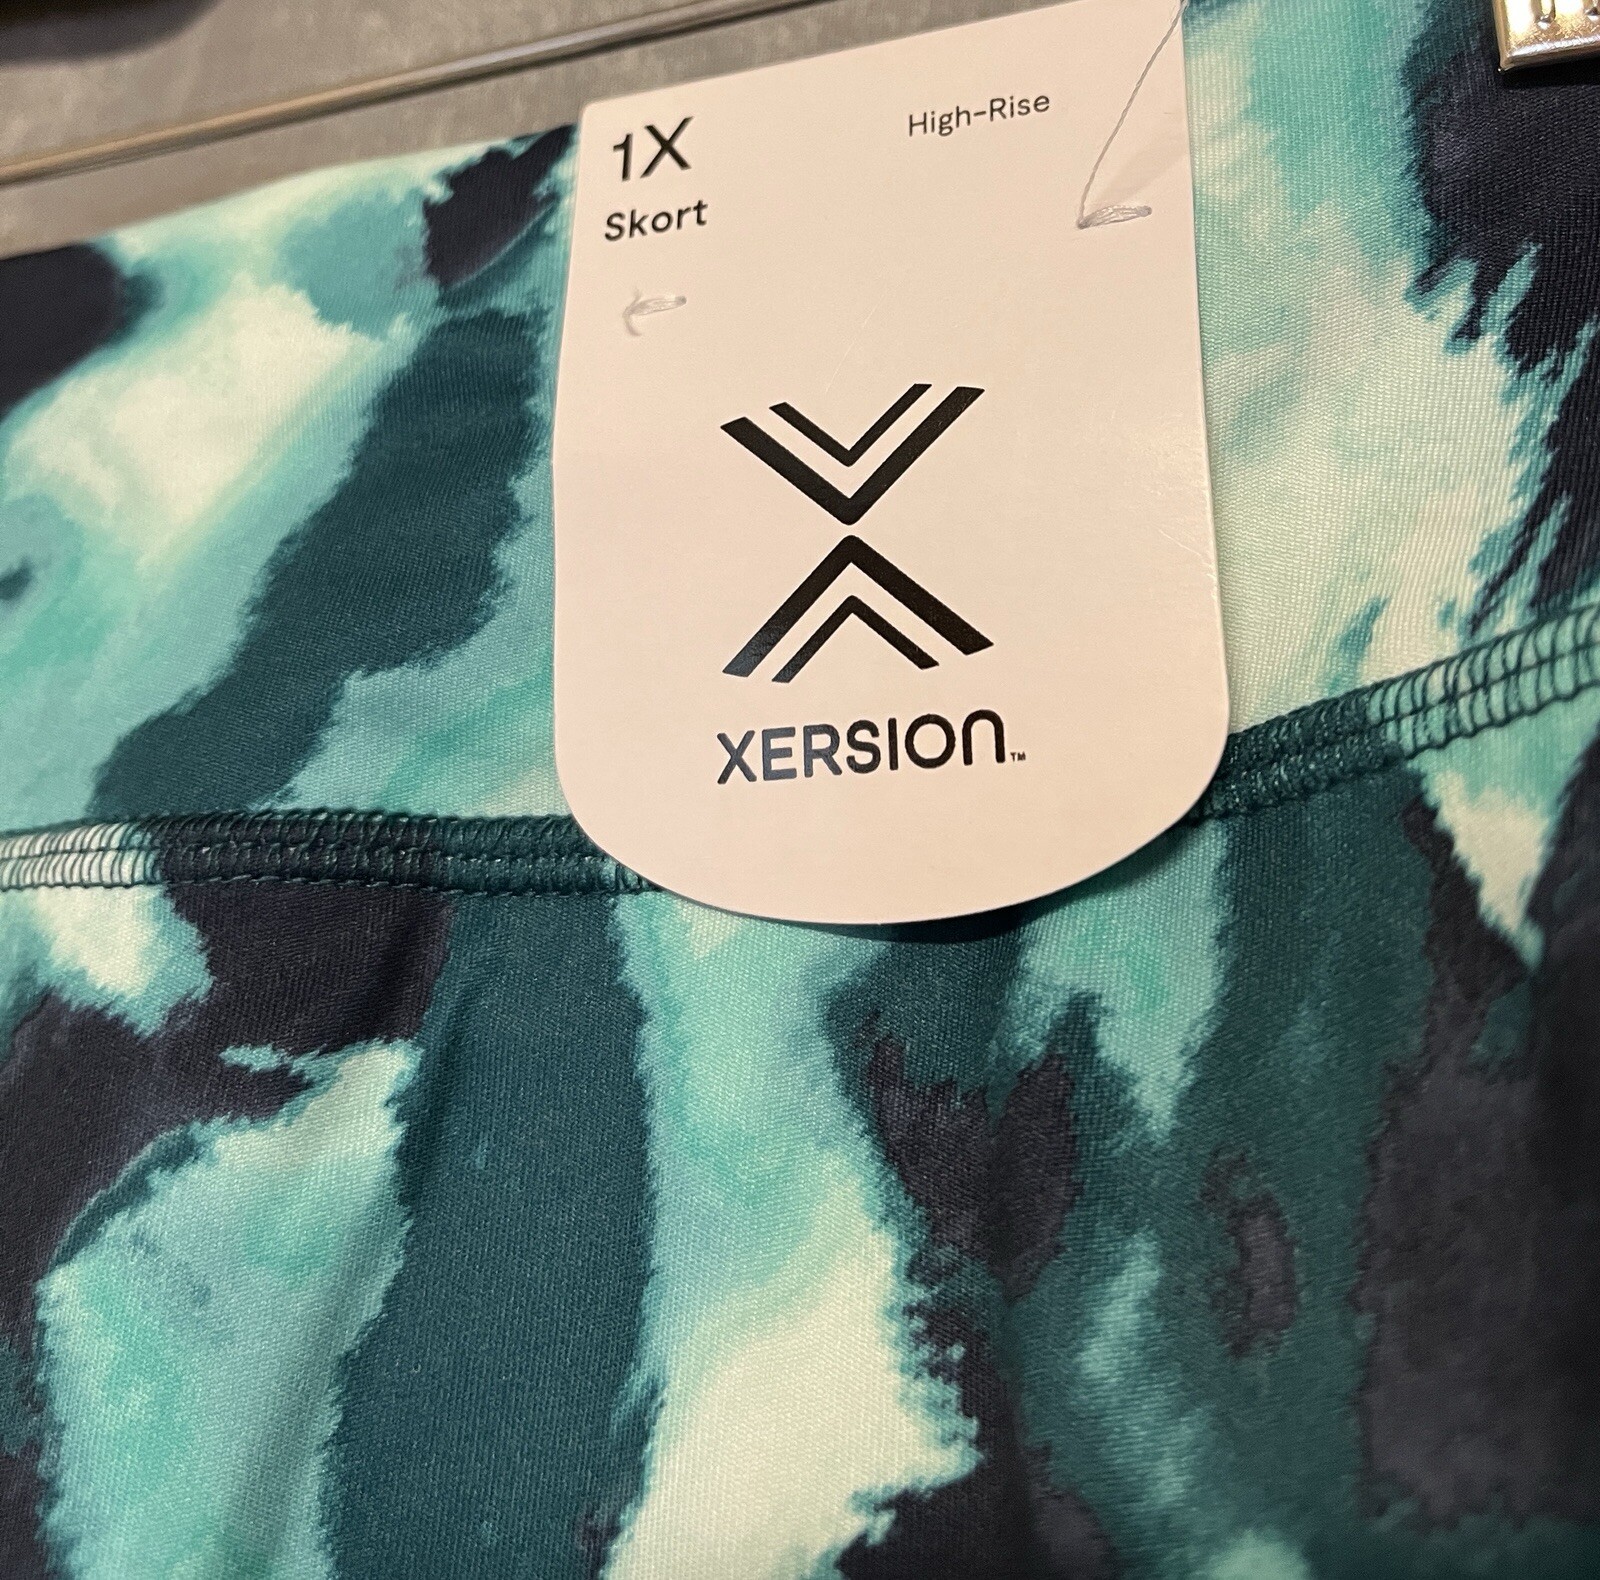 1X
High-Rise
Skort
XERSION™